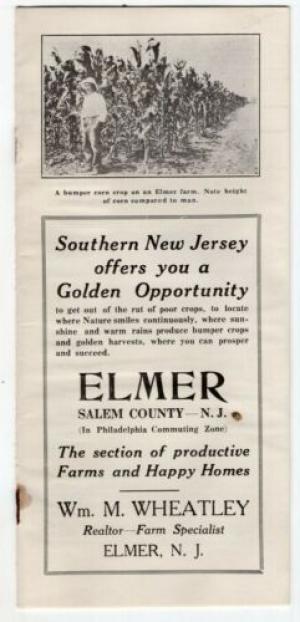 A bumper corn crop on an Elmer farm. Note height
of corn compared to man.
Southern New Jersey
offers you a
Golden Opportunity
to get out of the rut of poor crops, to locate
where Nature smiles continuously, where sun-
shine and warm rains produce bumper crops
and golden harvests, where you can prosper
and succeed.
ELMER
SALEM COUNTY—N. J.
(In Philadelphia Commuting Zone)
The section of productive
Farms and Happy Homes
Wm. M. WHEATLEY
Realtor—Farm Specialist
ELMER, N. J.